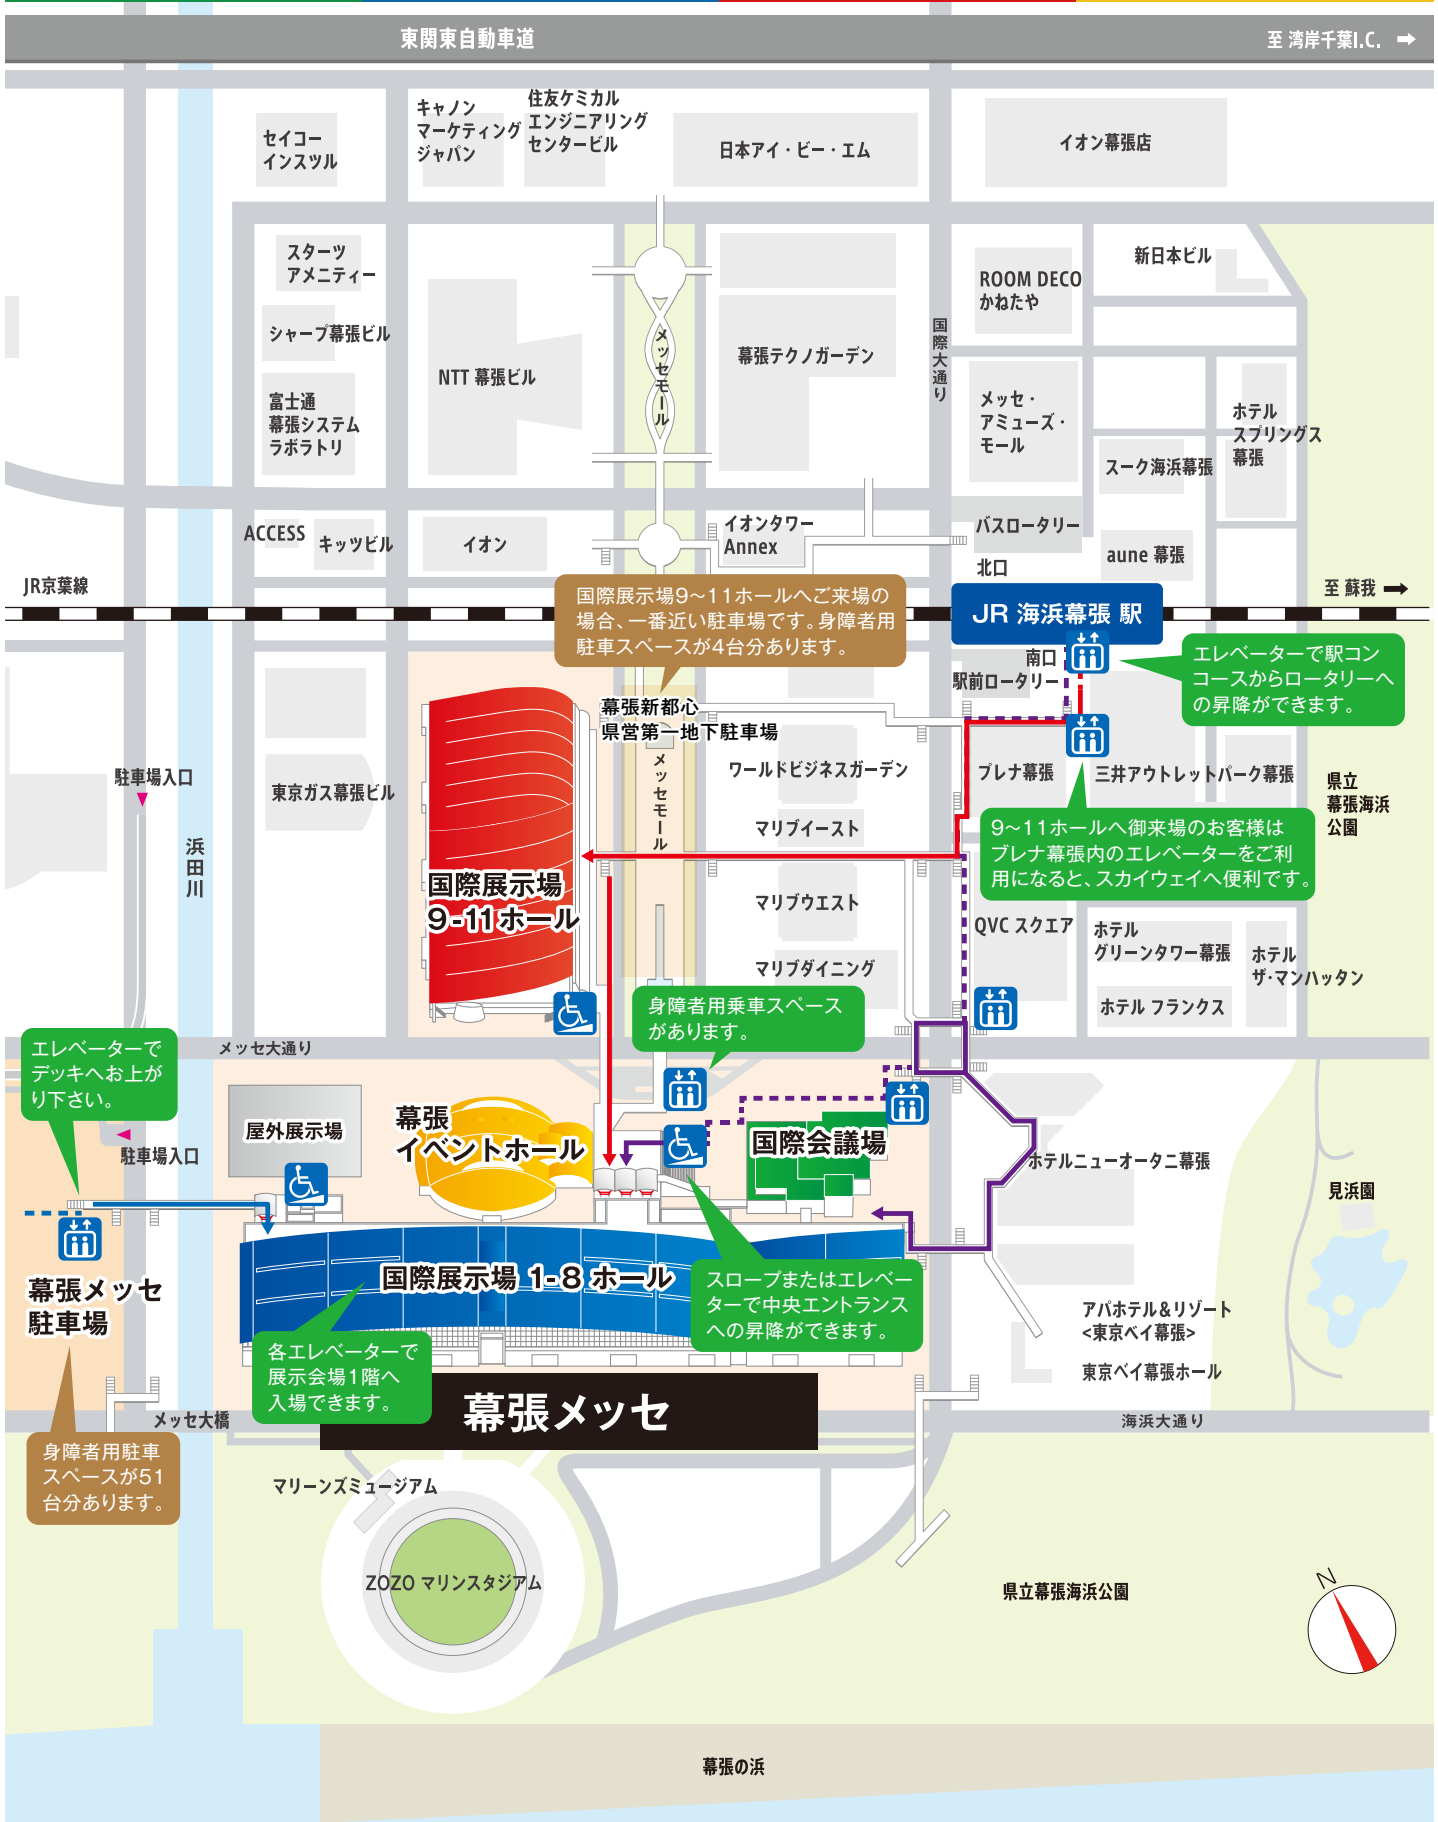 東関東自動車道
至 湾岸千葉I.C.
セイコー
インスツル
キャノン
マーケティング
ジャパン
住友ケミカル
エンジニアリング
センタービル
日本アイ・ビー・エム
イオン幕張店
スターツ
アメニティー
シャープ幕張ビル
富士通
幕張システム
ラボラトリ
NTT 幕張ビル
メッセモール
幕張テクノガーデン
国際大通り
ROOM DECO
かねたや
新日本ビル
メッセ・
アミューズ・
モール
ホテル
スプリングス
幕張
スーク海浜幕張
ACCESS
キッツビル
イオン
イオンタワー
Annex
バスロータリー
北口
aune 幕張
JR京葉線
至 蘇我
国際展示場9〜11ホールへご来場の
場合、一番近い駐車場です。身障者用
駐車スペースが4台分あります。
JR 海浜幕張 駅
南口
駅前ロータリー
エレベーターで駅コン
コースからロータリーへ
の昇降ができます。
幕張新都心
県営第一地下駐車場
メッセモール
駐車場入口
東京ガス幕張ビル
ワールドビジネスガーデン
プレナ幕張
三井アウトレットパーク幕張
県立
幕張海浜
公園
マリブイースト
9〜11ホールへ御来場のお客様は
プレナ幕張内のエレベーターをご利
用になると、スカイウェイへ便利です。
浜田川
国際展示場
9-11ホール
マリブウエスト
QVC スクエア
ホテル
グリーンタワー幕張
ホテル
ザ・マンハッタン
マリブダイニング
ホテル フランクス
身障者用乗車スペース
があります。
メッセ大通り
エレベーターで
デッキへお上が
り下さい。
屋外展示場
幕張
イベントホール
国際会議場
駐車場入口
ホテルニューオータニ幕張
見浜園
国際展示場 1-8 ホール
スロープまたはエレベー
ターで中央エントランス
への昇降ができます。
幕張メッセ
駐車場
アパホテル&リゾート
<東京ベイ幕張>
東京ベイ幕張ホール
各エレベーターで
展示会場1階へ
入場できます。
幕張メッセ
メッセ大橋
海浜大通り
身障者用駐車
スペースが51
台分あります。
マリーンズミュージアム
ZOZO マリンスタジアム
県立幕張海浜公園
N
幕張の浜